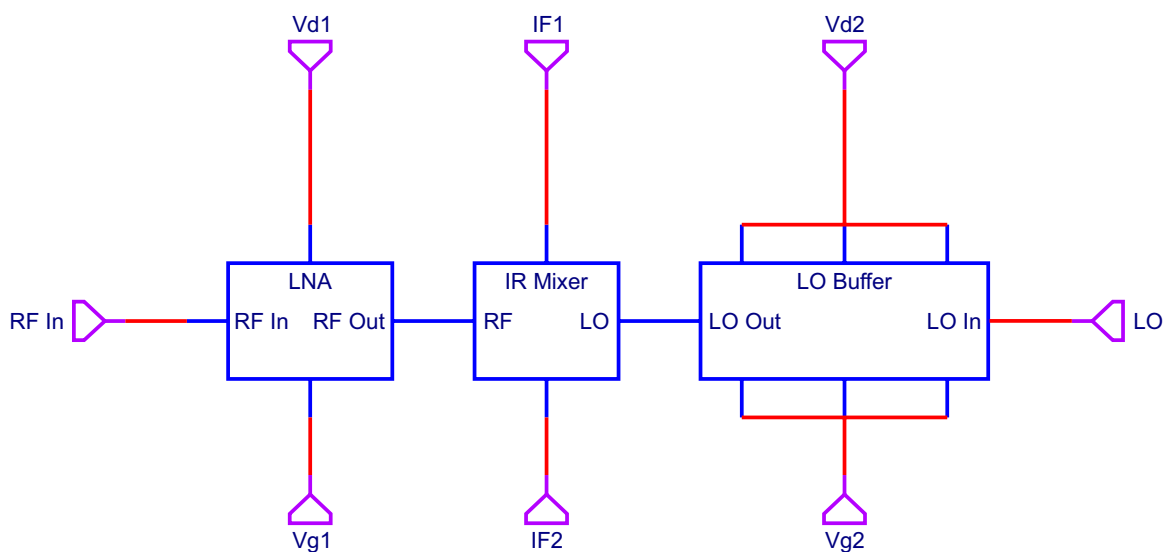 Vd1
IF1
Vd2
LNA
IR Mixer
LO Buffer
RF In
RF In
RF Out
RF
LO
LO Out
LO In
LO
Vg1
IF2
Vg2